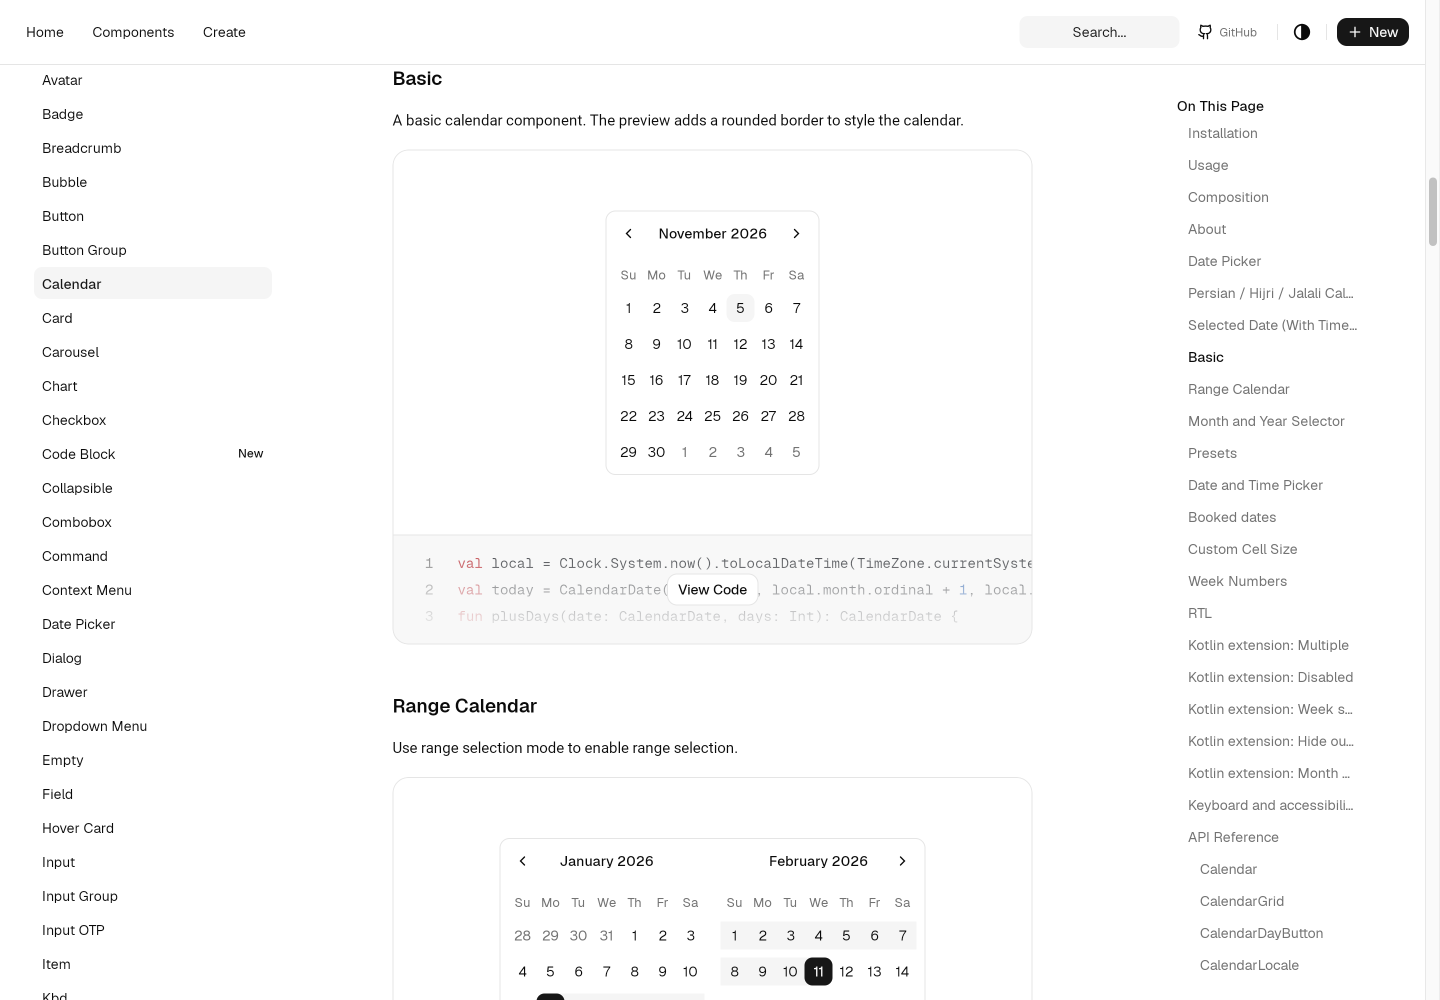 Home Components Create Search... GitHub New
Avatar
Badge
Breadcrumb
Bubble
Button
Button Group
Calendar
Card
Carousel
Chart
Checkbox
Code Block New
Collapsible
Combobox
Command
Context Menu
Date Picker
Dialog
Drawer
Dropdown Menu
Empty
Field
Hover Card
Input
Input Group
Input OTP
Item
Kbd
Basic
A basic calendar component. The preview adds a rounded border to style the calendar.
November 2026
Su Mo Tu We Th Fr Sa
1 2 3 4 5 6 7
8 9 10 11 12 13 14
15 16 17 18 19 20 21
22 23 24 25 26 27 28
29 30 1 2 3 4 5
1 val local = Clock.System.now().toLocalDateTime(TimeZone.currentSyste
2 val today = CalendarDate( , local.month.ordinal + 1, local.
View Code
3 fun plusDays(date: CalendarDate, days: Int): CalendarDate {
Range Calendar
Use range selection mode to enable range selection.
January 2026 February 2026
Su Mo Tu We Th Fr Sa Su Mo Tu We Th Fr Sa
28 29 30 31 1 2 3 1 2 3 4 5 6 7
4 5 6 7 8 9 10 8 9 10 11 12 13 14
On This Page
Installation
Usage
Composition
About
Date Picker
Persian / Hijri / Jalali Cal...
Selected Date (With Time...
Basic
Range Calendar
Month and Year Selector
Presets
Date and Time Picker
Booked dates
Custom Cell Size
Week Numbers
RTL
Kotlin extension: Multiple
Kotlin extension: Disabled
Kotlin extension: Week s...
Kotlin extension: Hide ou...
Kotlin extension: Month ...
Keyboard and accessibili...
API Reference
Calendar
CalendarGrid
CalendarDayButton
CalendarLocale